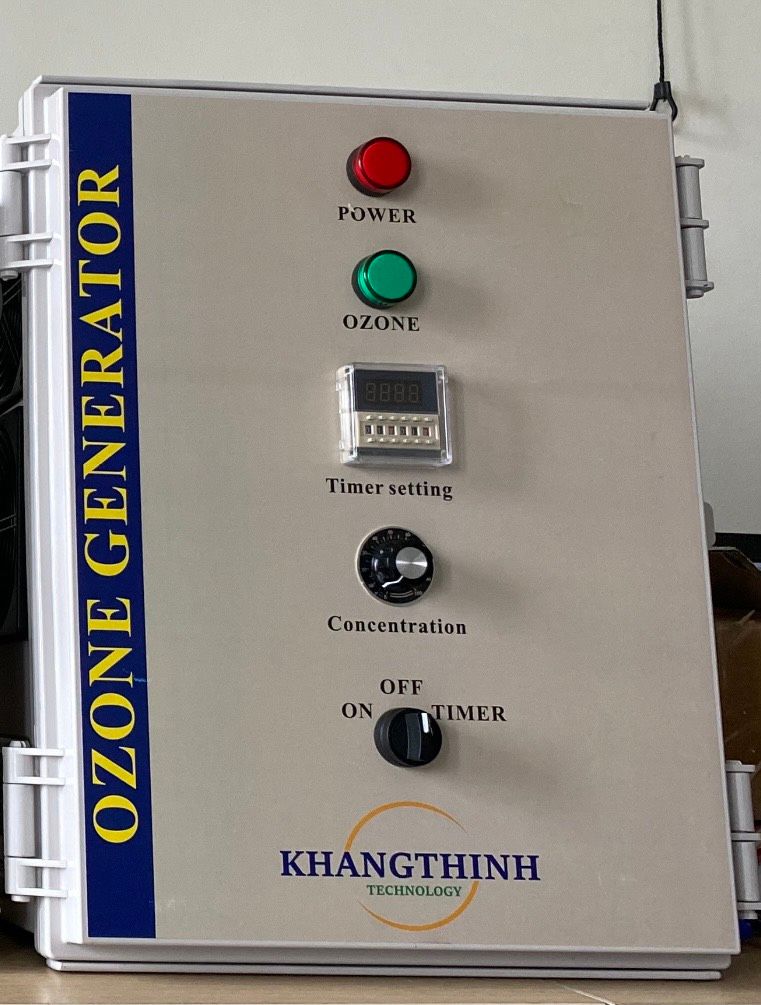 OZONE GENERATOR
POWER
OZONE
Timer setting
Concentration
OFF
ON TIMER
KHANGTHINH
TECHNOLOGY